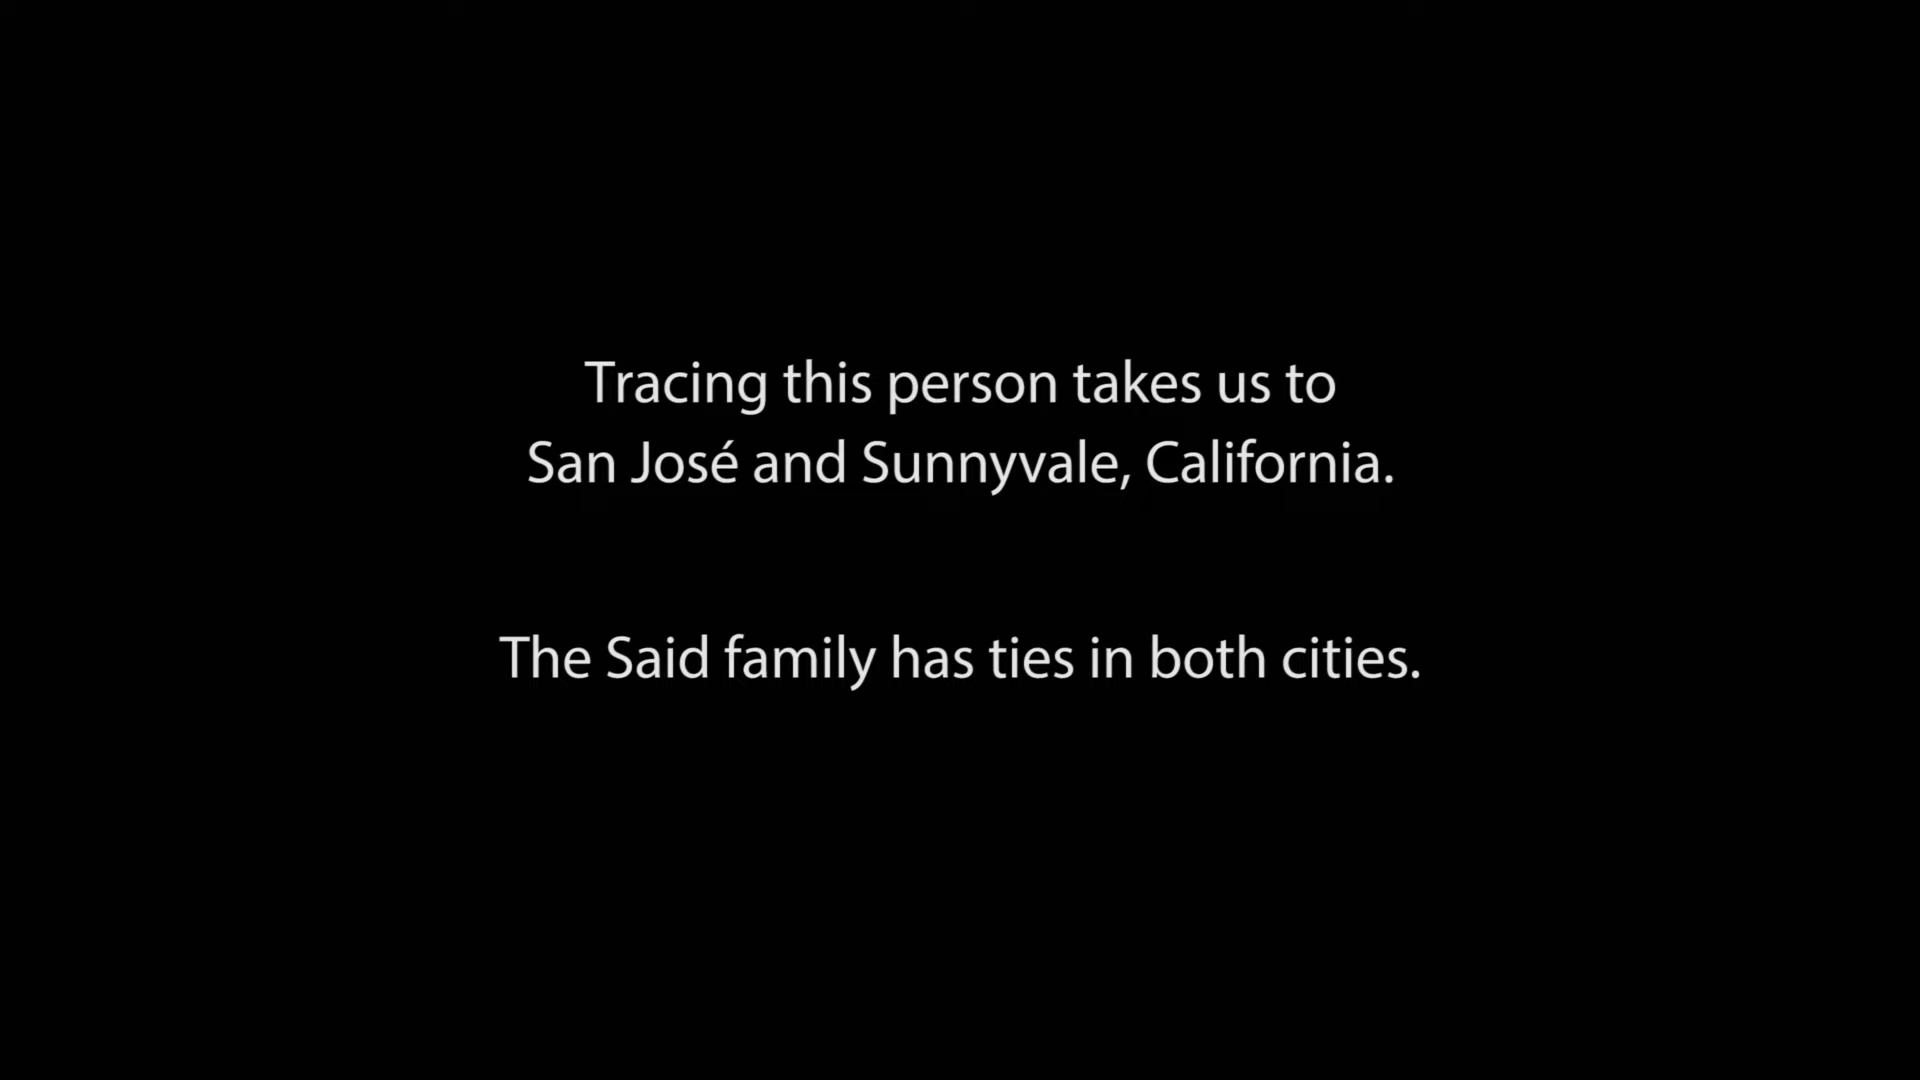 Tracing this person takes us to
San José and Sunnyvale, California.
The Said family has ties in both cities.